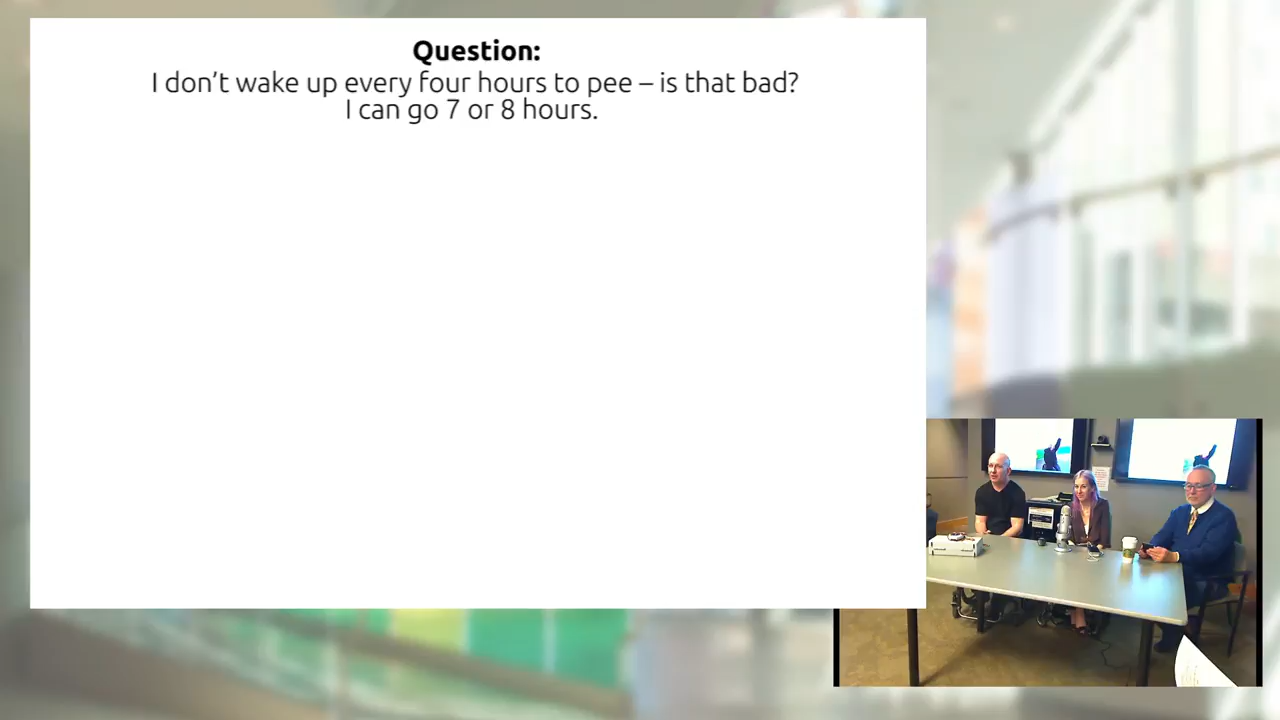 Question:
I don’t wake up every four hours to pee – is that bad?
I can go 7 or 8 hours.